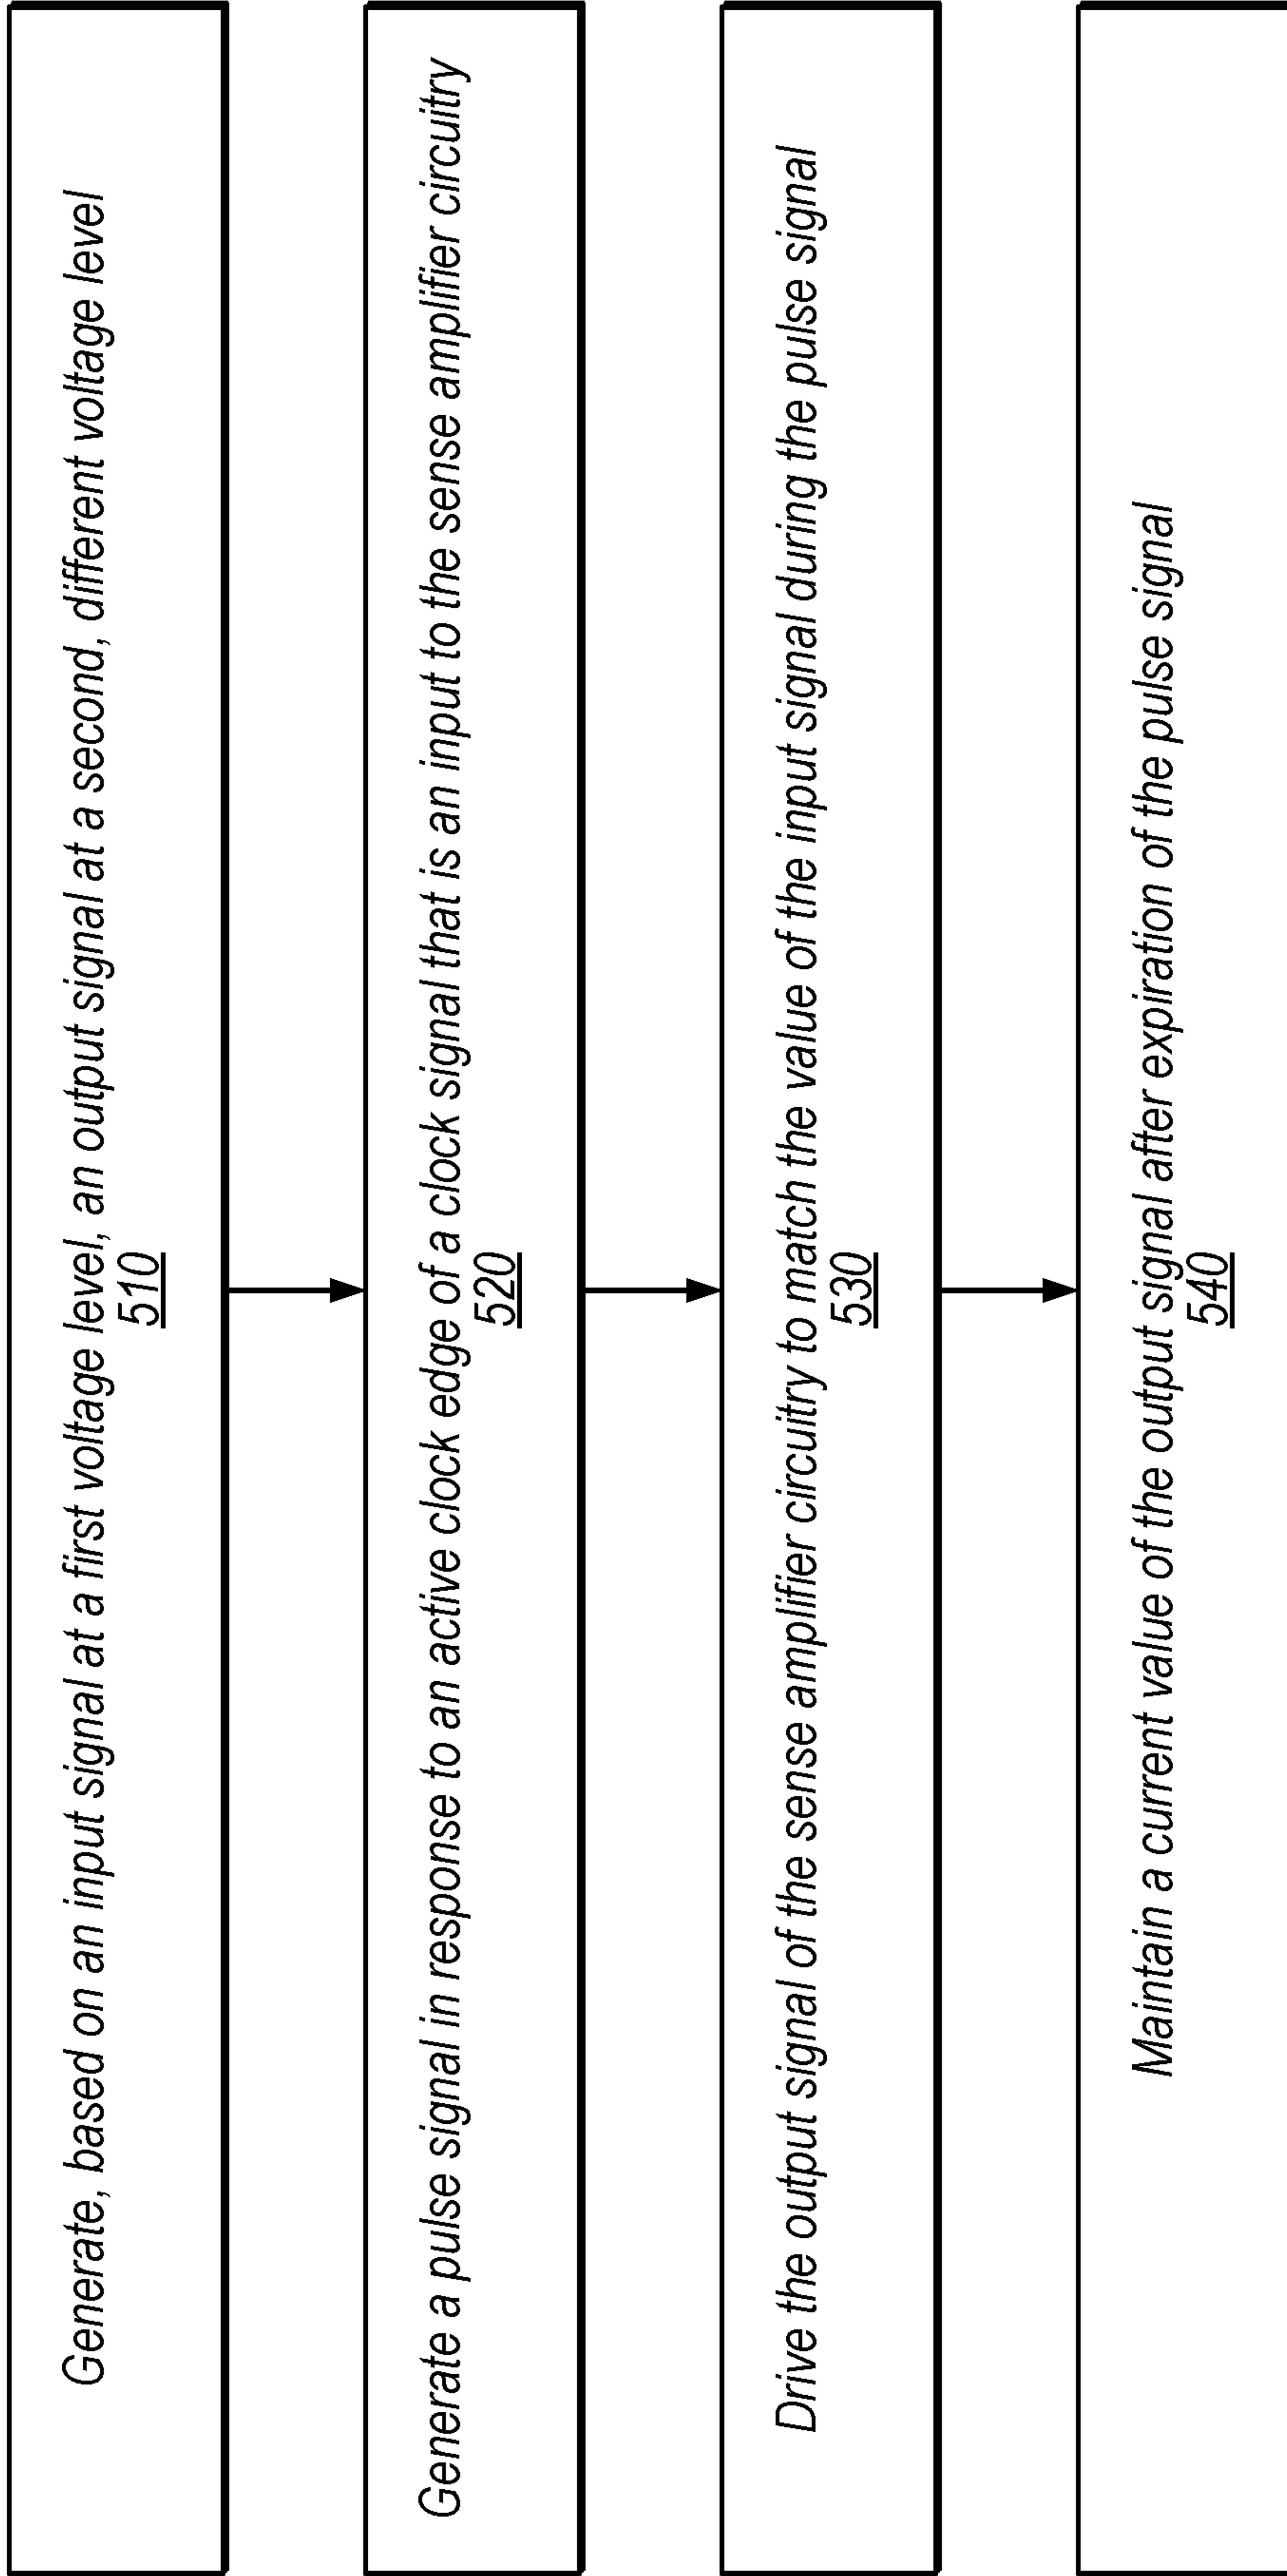 Generate, based on an input signal at a first voltage level, an output signal at a second, different voltage level
510
Generate a pulse signal in response to an active clock edge of a clock signal that is an input to the sense amplifier circuitry
520
Drive the output signal of the sense amplifier circuitry to match the value of the input signal during the pulse signal
530
Maintain a current value of the output signal after expiration of the pulse signal
540